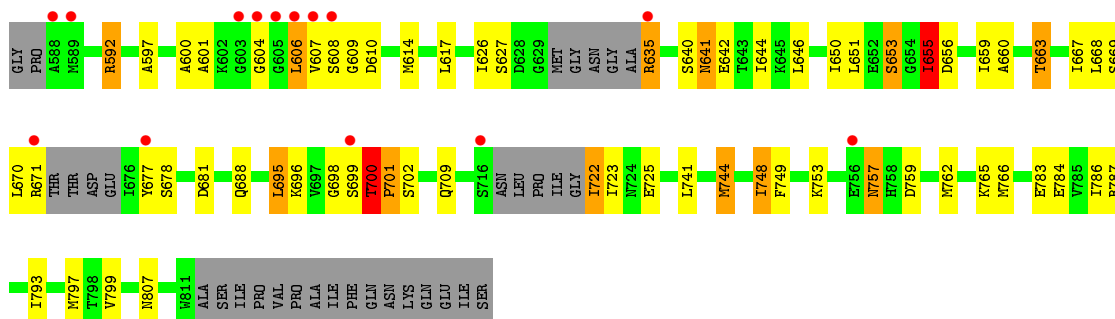 GLY PRO A588 M589 R592 A597 A600 A601 K602 G603 G604 G605 L606 V607 S608 G609 D610 M614 L617 I626 S627 D628 G629 MET GLY ASN GLY ALA R635 S640 N641 E642 T643 I644 K645 L646 I650 L651 E652 S653 G654 I655 D656 I659 A660 T663 I667 L668 S669
L670 R671 THR THR ASP GLU I676 Y677 S678 D681 Q688 L695 K696 V697 G698 S699 T700 P701 S702 Q709 S716 ASN LEU PRO ILE GLY I722 I723 N724 E725 L741 M744 I748 F749 K753 E756 N757 H758 D759 M762 K765 M766 E783 E784 V785 I786
I793 M797 T798 V799 N807 W811 ALA SER ILE PRO VAL PRO ALA ILE PHE GLN ASN LYS GLN GLU ILE SER